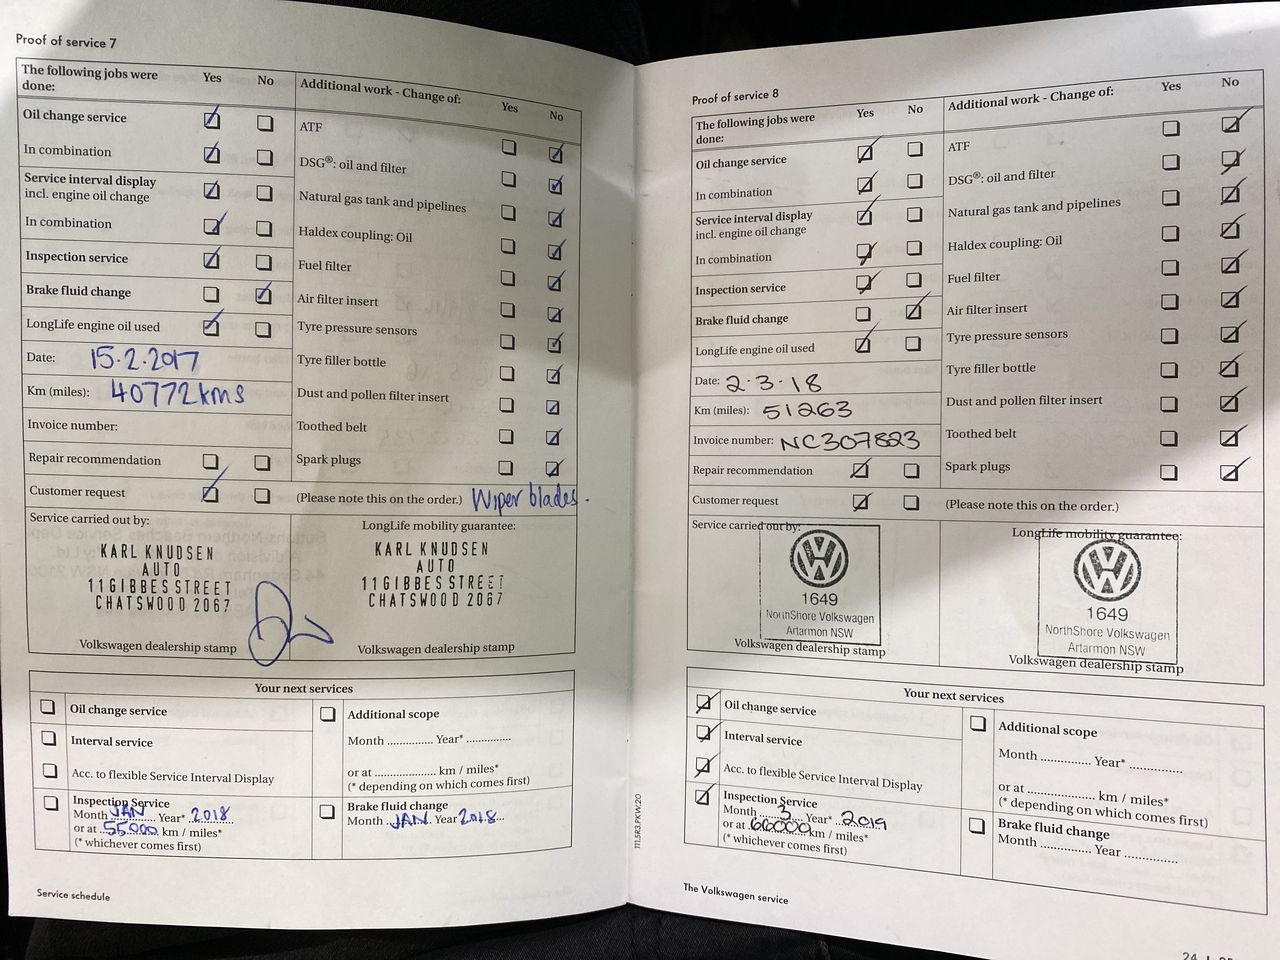 Proof of service 7
The following jobs were
done:
Yes No
Additional work - Change of:
Yes No
Oil change service
In combination
Service interval display
incl. engine oil change
In combination
Inspection service
Brake fluid change
LongLife engine oil used
Date: 15.2.2017
Km (miles): 40772kms
Invoice number:
Repair recommendation
Customer request
ATF
DSG®: oil and filter
Natural gas tank and pipelines
Haldex coupling: Oil
Fuel filter
Air filter insert
Tyre pressure sensors
Tyre filler bottle
Dust and pollen filter insert
Toothed belt
Spark plugs
(Please note this on the order.) Wiper blades.
Service carried out by:
KARL KNUDSEN
AUTO
11 GIBBES STREET
CHATSWOOD 2067
Volkswagen dealership stamp
LongLife mobility guarantee:
KARL KNUDSEN
AUTO
11 GIBBES STREET
CHATSWOOD 2067
Volkswagen dealership stamp
Your next services
Oil change service
Interval service
Acc. to flexible Service Interval Display
Inspection Service
Month JAN Year* 2018
or at 55000 km / miles*
(* whichever comes first)
Additional scope
Month ............... Year* ...............
or at ..................... km / miles*
(* depending on which comes first)
Brake fluid change
Month JAN Year 2018
Service schedule
111.5R3.PKW.20
Proof of service 8
The following jobs were
done:
Yes No
Additional work - Change of:
Yes No
Oil change service
In combination
Service interval display
incl. engine oil change
In combination
Inspection service
Brake fluid change
LongLife engine oil used
Date: 2.3.18
Km (miles): 51263
Invoice number: NC307823
Repair recommendation
Customer request
ATF
DSG®: oil and filter
Natural gas tank and pipelines
Haldex coupling: Oil
Fuel filter
Air filter insert
Tyre pressure sensors
Tyre filler bottle
Dust and pollen filter insert
Toothed belt
Spark plugs
(Please note this on the order.)
Service carried out by:
1649
NorthShore Volkswagen
Artarmon NSW
Volkswagen dealership stamp
LongLife mobility guarantee:
1649
NorthShore Volkswagen
Artarmon NSW
Volkswagen dealership stamp
Your next services
Oil change service
Interval service
Acc. to flexible Service Interval Display
Inspection Service
Month 3 Year* 2019
or at 66000 km / miles*
(* whichever comes first)
Additional scope
Month ............... Year* ...............
or at ..................... km / miles*
(* depending on which comes first)
Brake fluid change
Month ............... Year ...............
The Volkswagen service